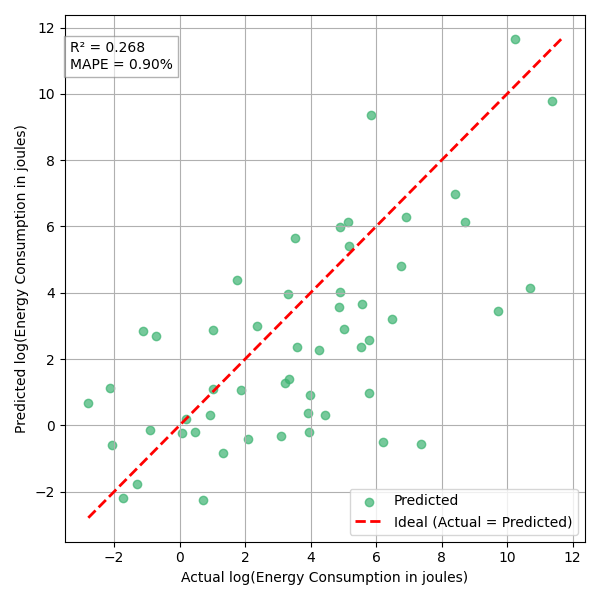 R² = 0.268
MAPE = 0.90%
12
10
8
6
4
2
0
−2
Predicted log(Energy Consumption in joules)
Predicted
Ideal (Actual = Predicted)
−2 0 2 4 6 8 10 12
Actual log(Energy Consumption in joules)